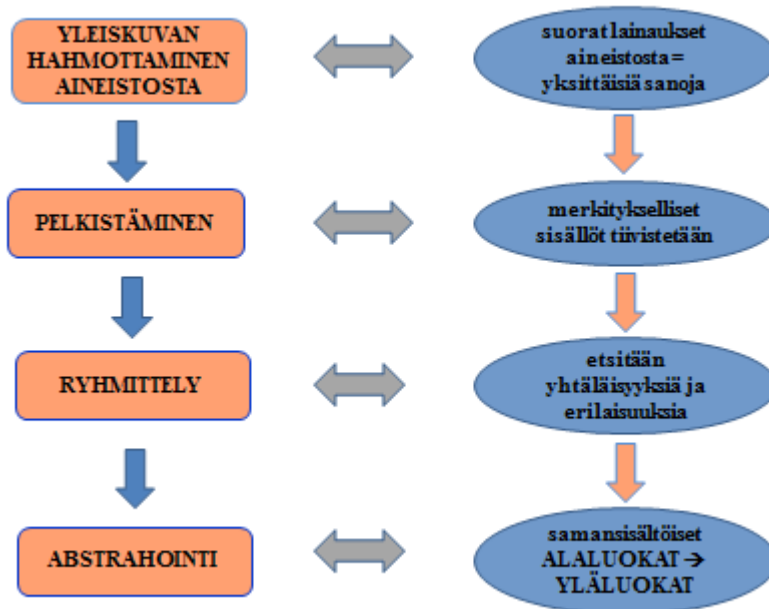 YLEISKUVAN
HAHMOTTAMINEN
AINEISTOSTA
suorat lainaukset
aineistosta =
yksittäisiä sanoja
PELKISTÄMINEN
merkitykselliset
sisällöt tiivistetään
RYHMITTELY
etsitään
yhtäläisyyksiä ja
erilaisuuksia
ABSTRAHOINTI
samansisältöiset
ALALUOKAT →
YLÄLUOKAT